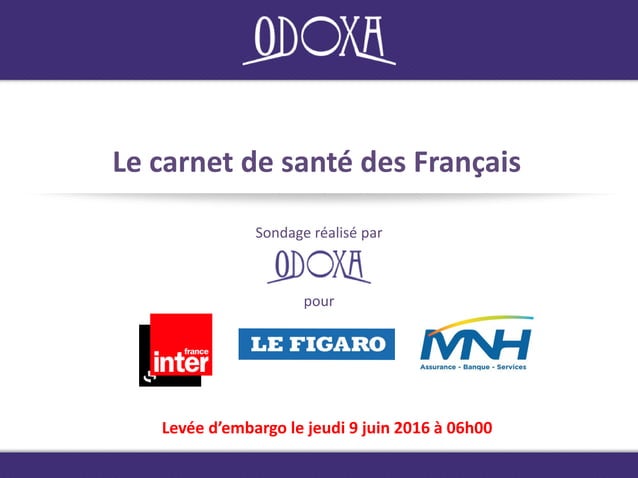 ODOXA
Le carnet de santé des Français
Sondage réalisé par
ODOXA
pour
france
inter
LE FIGARO
MNH
Assurance - Banque - Services
Levée d’embargo le jeudi 9 juin 2016 à 06h00